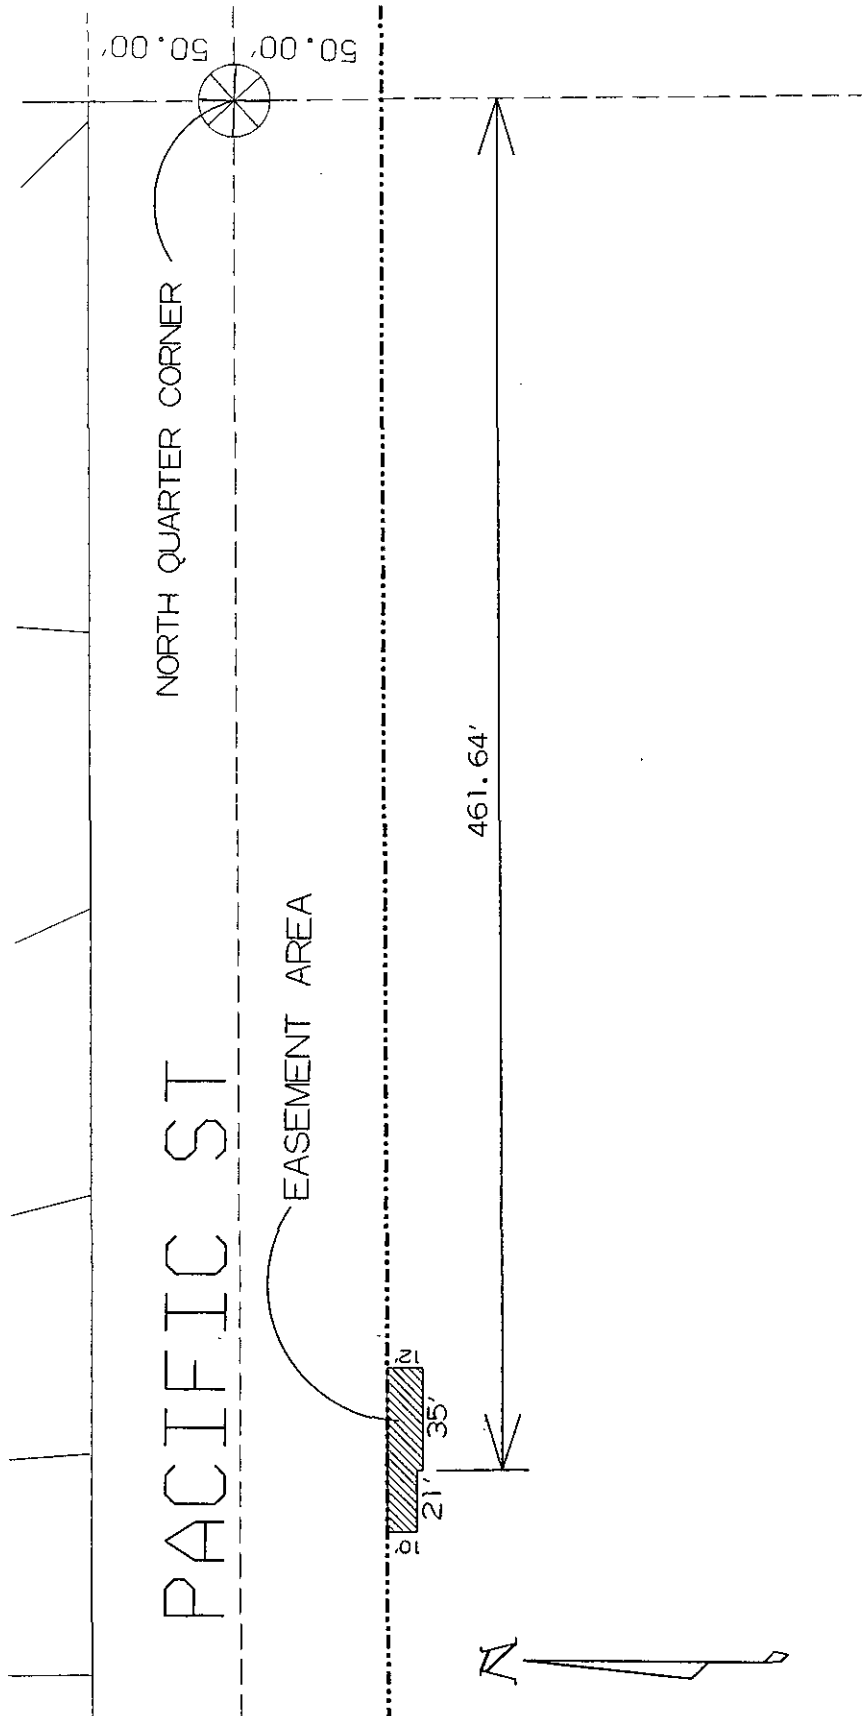 50.00'
50.00'
NORTH QUARTER CORNER
461.64'
EASEMENT AREA
PACIFIC ST
12'
35'
21'
10'
N